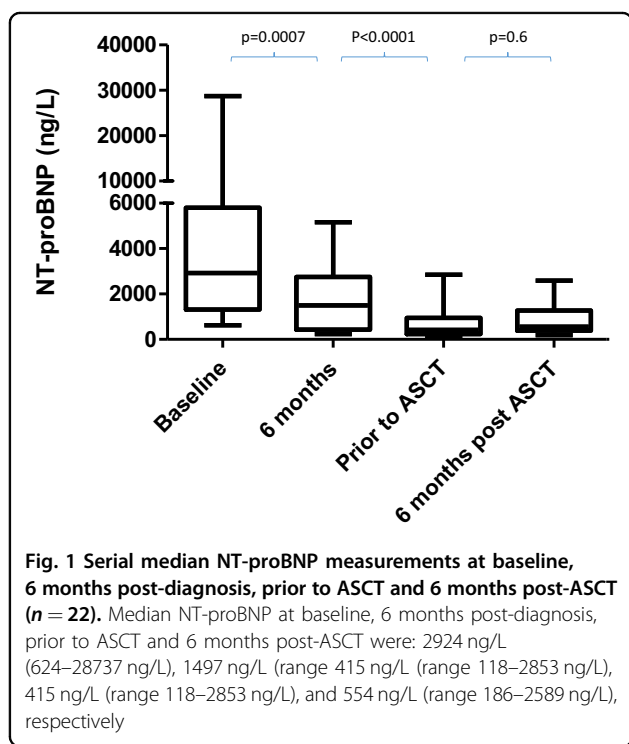 p=0.0007 P<0.0001 p=0.6
40000
30000
20000
10000
6000
4000
2000
0
NT-proBNP (ng/L)
Baseline
6 months
Prior to ASCT
6 months post ASCT
Fig. 1 Serial median NT-proBNP measurements at baseline,
6 months post-diagnosis, prior to ASCT and 6 months post-ASCT
(n = 22). Median NT-proBNP at baseline, 6 months post-diagnosis,
prior to ASCT and 6 months post-ASCT were: 2924 ng/L
(624–28737 ng/L), 1497 ng/L (range 415 ng/L (range 118–2853 ng/L),
415 ng/L (range 118–2853 ng/L), and 554 ng/L (range 186–2589 ng/L),
respectively